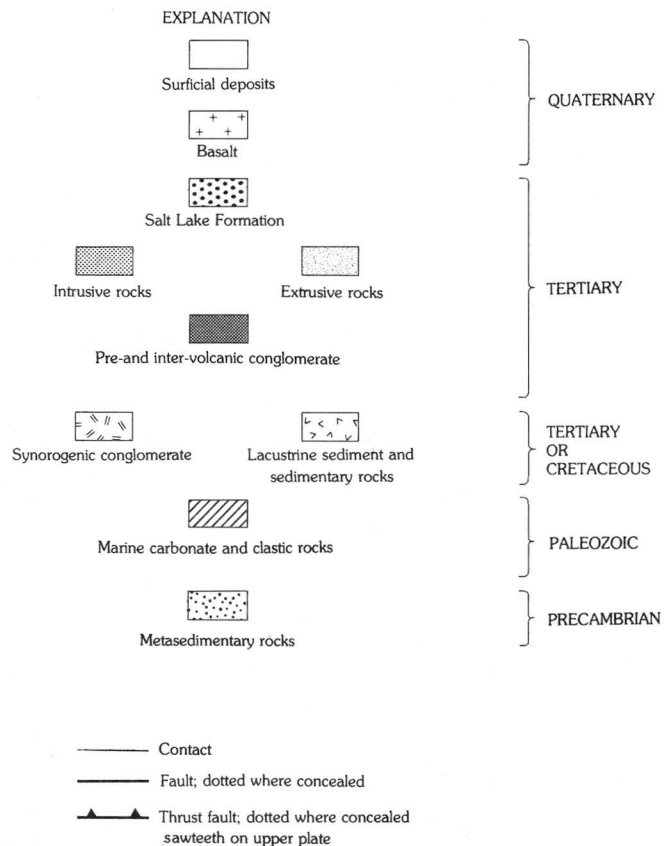 EXPLANATION
Surficial deposits
QUATERNARY
Basalt
Salt Lake Formation
Intrusive rocks
Extrusive rocks
TERTIARY
Pre-and inter-volcanic conglomerate
Synorogenic conglomerate
Lacustrine sediment and
sedimentary rocks
TERTIARY
OR
CRETACEOUS
Marine carbonate and clastic rocks
PALEOZOIC
Metasedimentary rocks
PRECAMBRIAN
Contact
Fault; dotted where concealed
Thrust fault; dotted where concealed
sawteeth on upper plate